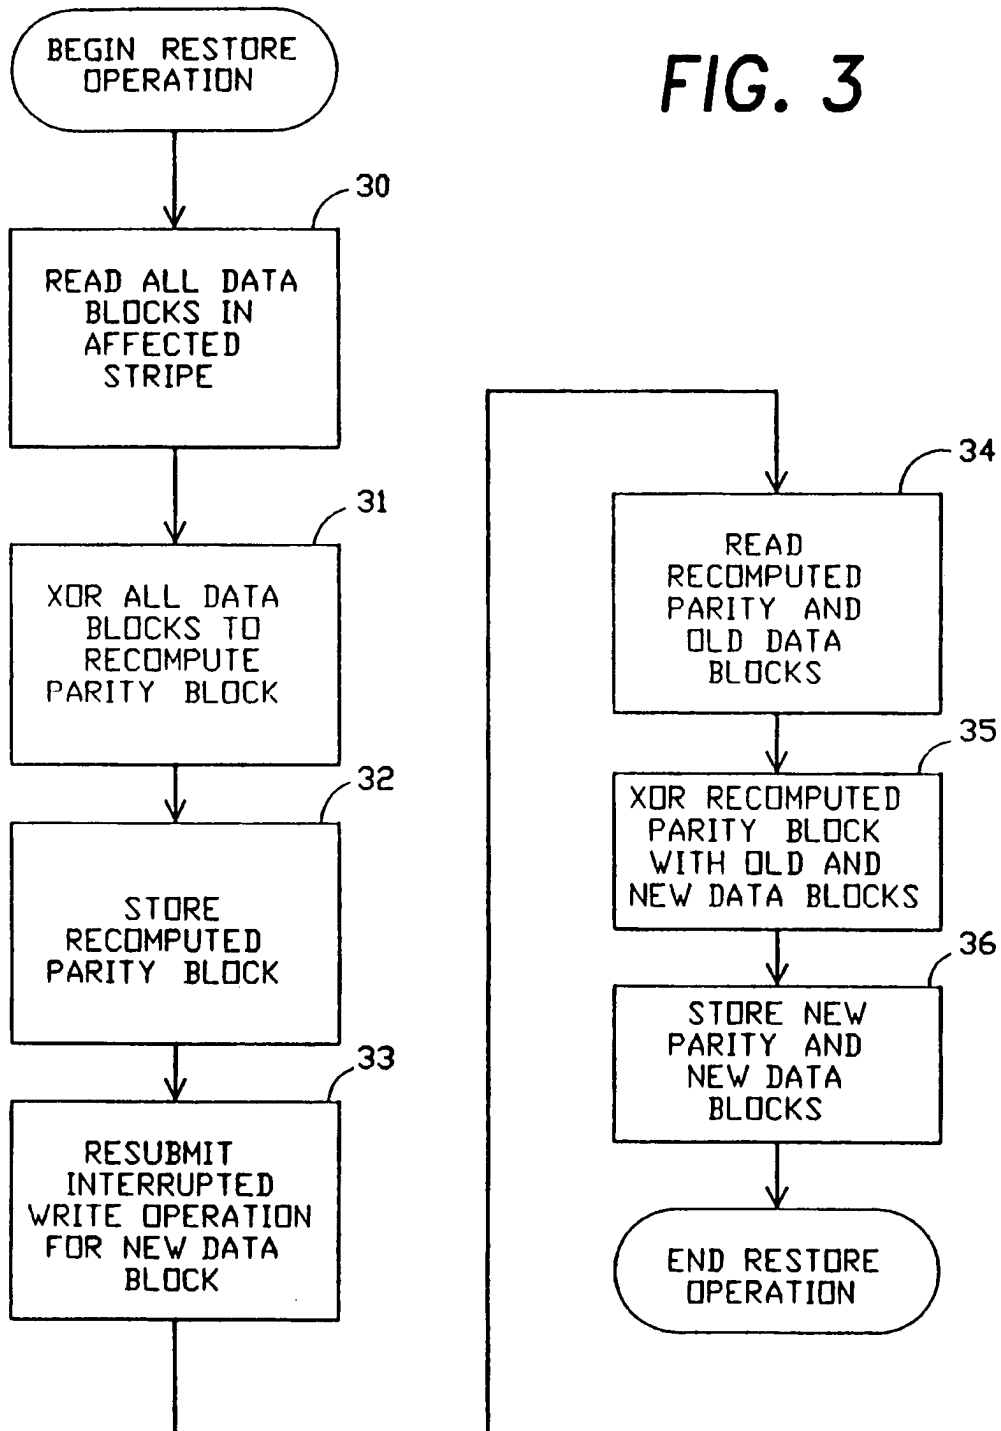 FIG. 3
BEGIN RESTORE
OPERATION
30
READ ALL DATA
BLOCKS IN
AFFECTED
STRIPE
31
XOR ALL DATA
BLOCKS TO
RECOMPUTE
PARITY BLOCK
32
STORE
RECOMPUTED
PARITY BLOCK
33
RESUBMIT
INTERRUPTED
WRITE OPERATION
FOR NEW DATA
BLOCK
34
READ
RECOMPUTED
PARITY AND
OLD DATA
BLOCKS
35
XOR RECOMPUTED
PARITY BLOCK
WITH OLD AND
NEW DATA BLOCKS
36
STORE NEW
PARITY AND
NEW DATA
BLOCKS
END RESTORE
OPERATION